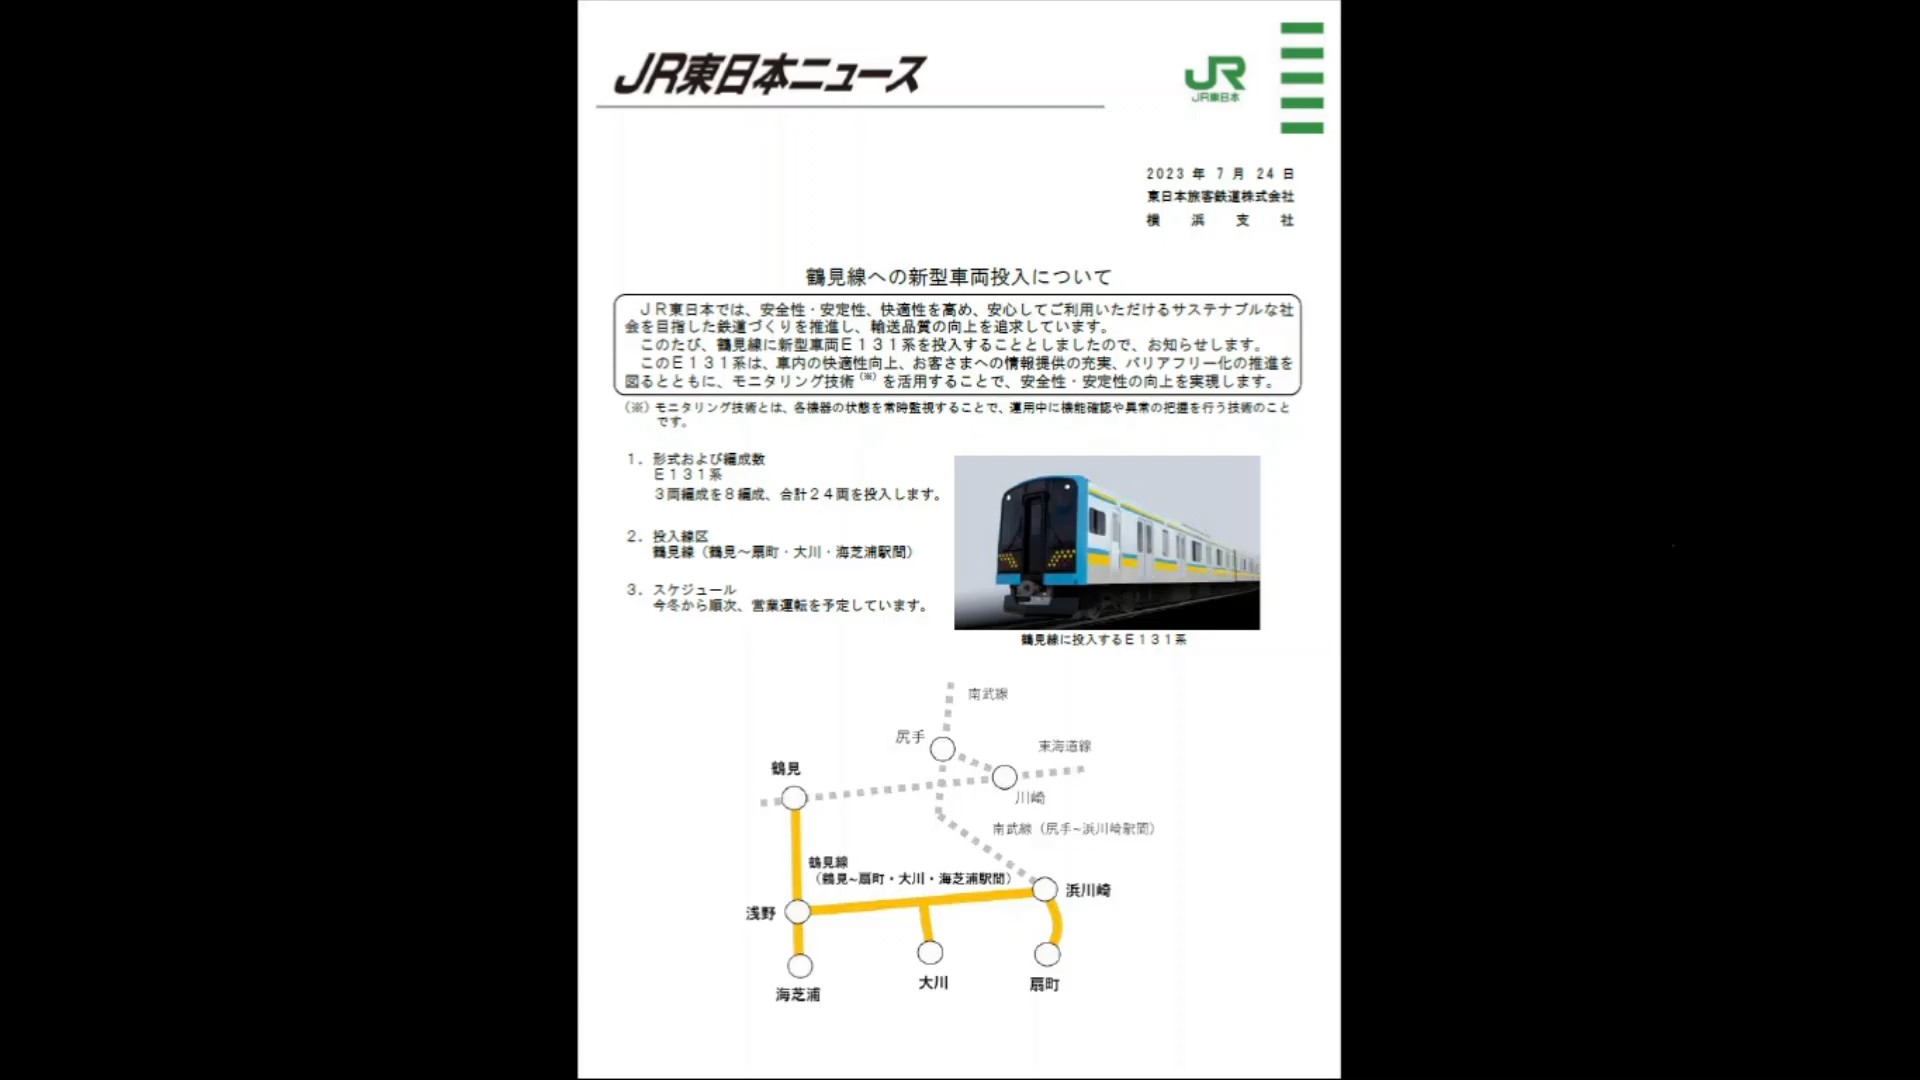 JR東日本ニュース
JR
JR東日本
2023年7月24日
東日本旅客鉄道株式会社
横浜支社
鶴見線への新型車両投入について
JR東日本では、安全性・安定性、快適性を高め、安心してご利用いただけるサステナブルな社
会を目指した鉄道づくりを推進し、輸送品質の向上を追求しています。
このたび、鶴見線に新型車両E131系を投入することとしましたので、お知らせします。
このE131系は、車内の快適性向上、お客さまへの情報提供の充実、バリアフリー化の推進を
図るとともに、モニタリング技術(※)を活用することで、安全性・安定性の向上を実現します。
(※)モニタリング技術とは、各機器の状態を常時監視することで、運用中に機能確認や異常の把握を行う技術のこと
です。
1.形式および編成数
E131系
3両編成を8編成、合計24両を投入します。
2.投入線区
鶴見線(鶴見~扇町・大川・海芝浦駅間)
3.スケジュール
今冬から順次、営業運転を予定しています。
鶴見線に投入するE131系
南武線
尻手
東海道線
鶴見
川崎
南武線(尻手~浜川崎駅間)
鶴見線
(鶴見~扇町・大川・海芝浦駅間)
浜川崎
浅野
大川
扇町
海芝浦